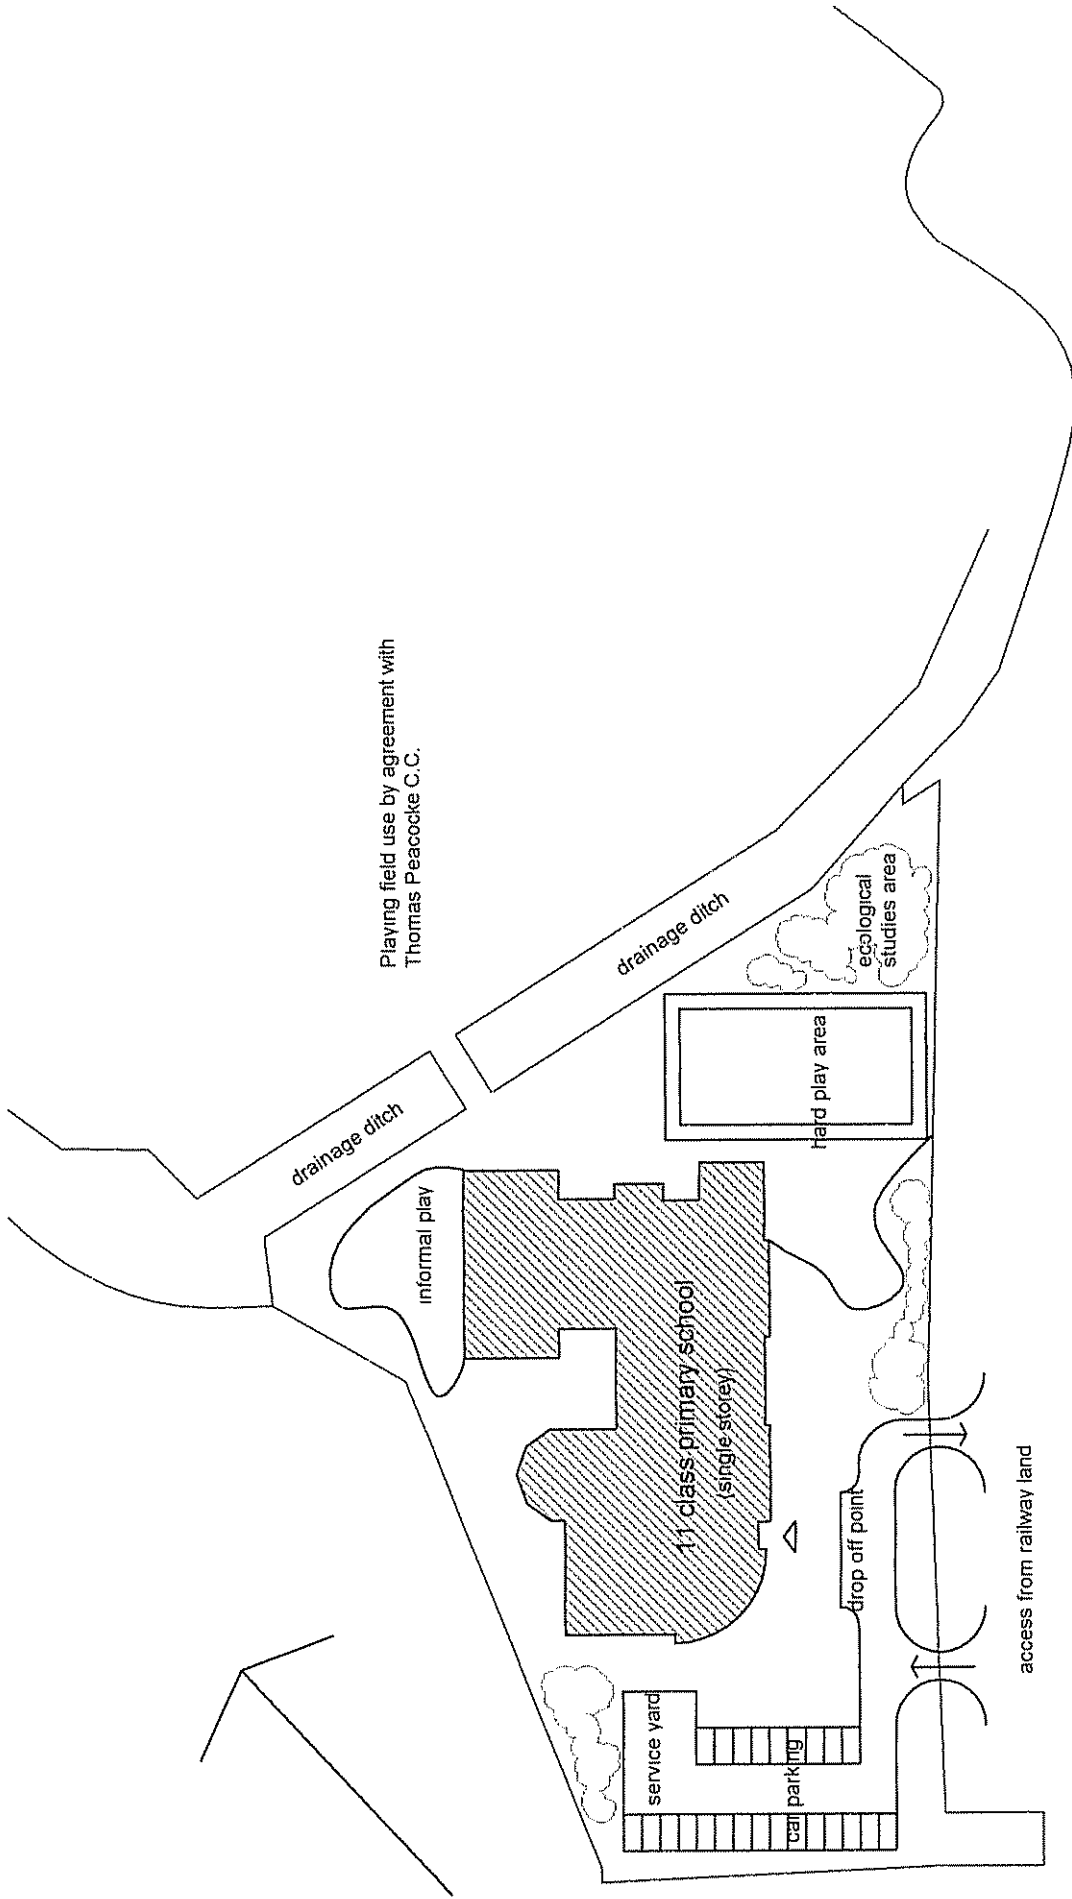 Playing field use by agreement with
Thomas Peacocke C.C.
drainage ditch
drainage ditch
informal play
ecological
studies area
hard play area
11 class primary school
(single storey)
service yard
car parking
drop off point
access from railway land